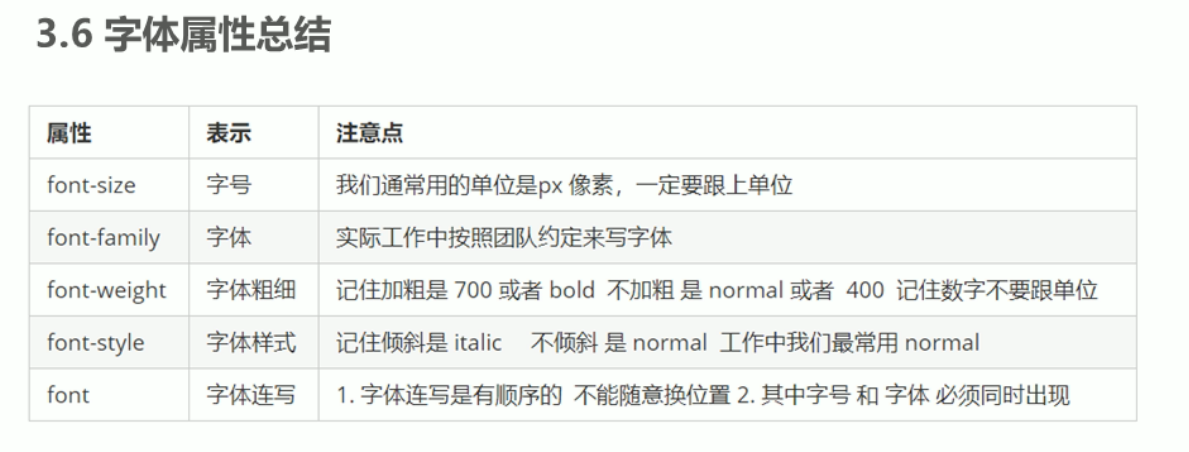 3.6 字体属性总结
属性 表示 注意点
font-size 字号 我们通常用的单位是px 像素，一定要跟上单位
font-family 字体 实际工作中按照团队约定来写字体
font-weight 字体粗细 记住加粗是 700 或者 bold 不加粗 是 normal 或者 400 记住数字不要跟单位
font-style 字体样式 记住倾斜是 italic 不倾斜 是 normal 工作中我们最常用 normal
font 字体连写 1. 字体连写是有顺序的 不能随意换位置 2. 其中字号 和 字体 必须同时出现